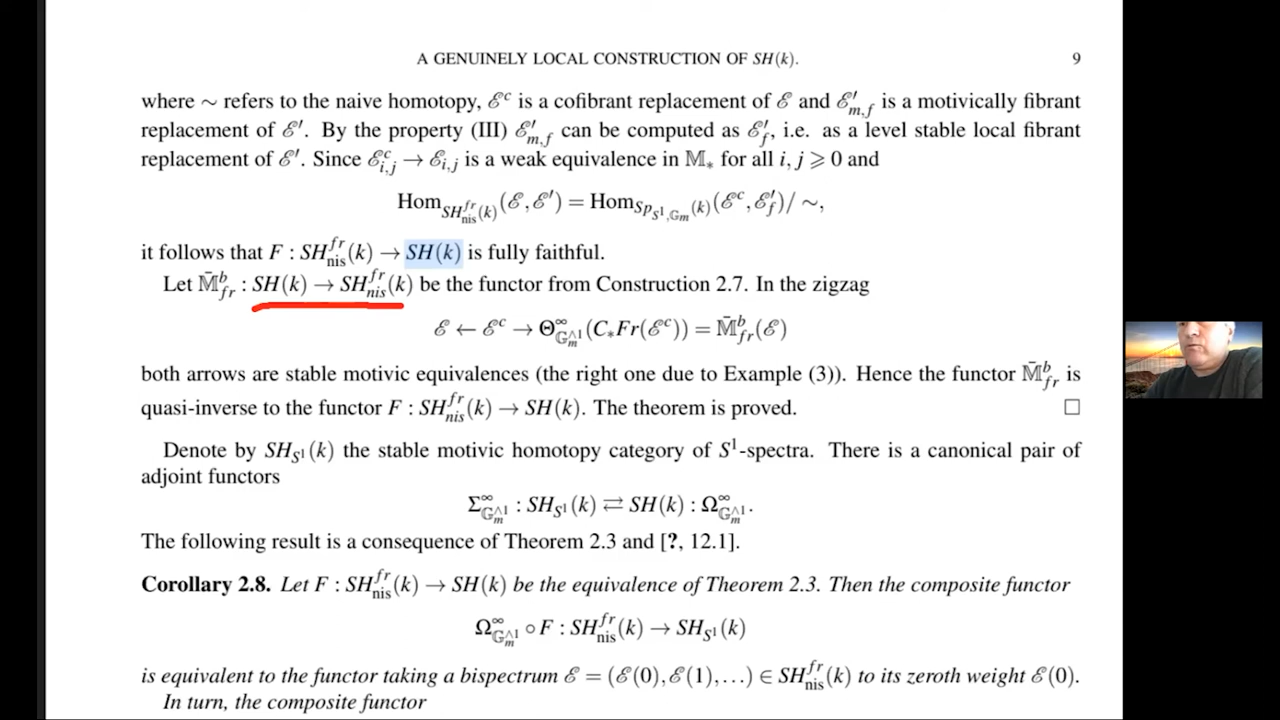 A GENUINELY LOCAL CONSTRUCTION OF SH(k). 9
where ∼ refers to the naive homotopy, ℰᶜ is a cofibrant replacement of ℰ and ℰ′_{m,f} is a motivically fibrant
replacement of ℰ′. By the property (III) ℰ′_{m,f} can be computed as ℰ′_f, i.e. as a level stable local fibrant
replacement of ℰ′. Since ℰᶜ_{i,j} → ℰ_{i,j} is a weak equivalence in 𝕄_* for all i, j ⩾ 0 and
Hom_{SH^{fr}_{nis}(k)}(ℰ, ℰ′) = Hom_{Sp_{S¹,𝔾_m}(k)}(ℰᶜ, ℰ′_f)/ ∼,
it follows that F : SH^{fr}_{nis}(k) → SH(k) is fully faithful.
Let 𝕄̄^b_{fr} : SH(k) → SH^{fr}_{nis}(k) be the functor from Construction 2.7. In the zigzag
ℰ ← ℰᶜ → Θ^∞_{𝔾_m^{∧1}}(C_*Fr(ℰᶜ)) = 𝕄̄^b_{fr}(ℰ)
both arrows are stable motivic equivalences (the right one due to Example (3)). Hence the functor 𝕄̄^b_{fr} is
quasi-inverse to the functor F : SH^{fr}_{nis}(k) → SH(k). The theorem is proved. □
Denote by SH_{S¹}(k) the stable motivic homotopy category of S¹-spectra. There is a canonical pair of
adjoint functors
Σ^∞_{𝔾_m^{∧1}} : SH_{S¹}(k) ⇄ SH(k) : Ω^∞_{𝔾_m^{∧1}}.
The following result is a consequence of Theorem 2.3 and [?, 12.1].
Corollary 2.8. Let F : SH^{fr}_{nis}(k) → SH(k) be the equivalence of Theorem 2.3. Then the composite functor
Ω^∞_{𝔾_m^{∧1}} ∘ F : SH^{fr}_{nis}(k) → SH_{S¹}(k)
is equivalent to the functor taking a bispectrum ℰ = (ℰ(0), ℰ(1), …) ∈ SH^{fr}_{nis}(k) to its zeroth weight ℰ(0).
In turn, the composite functor